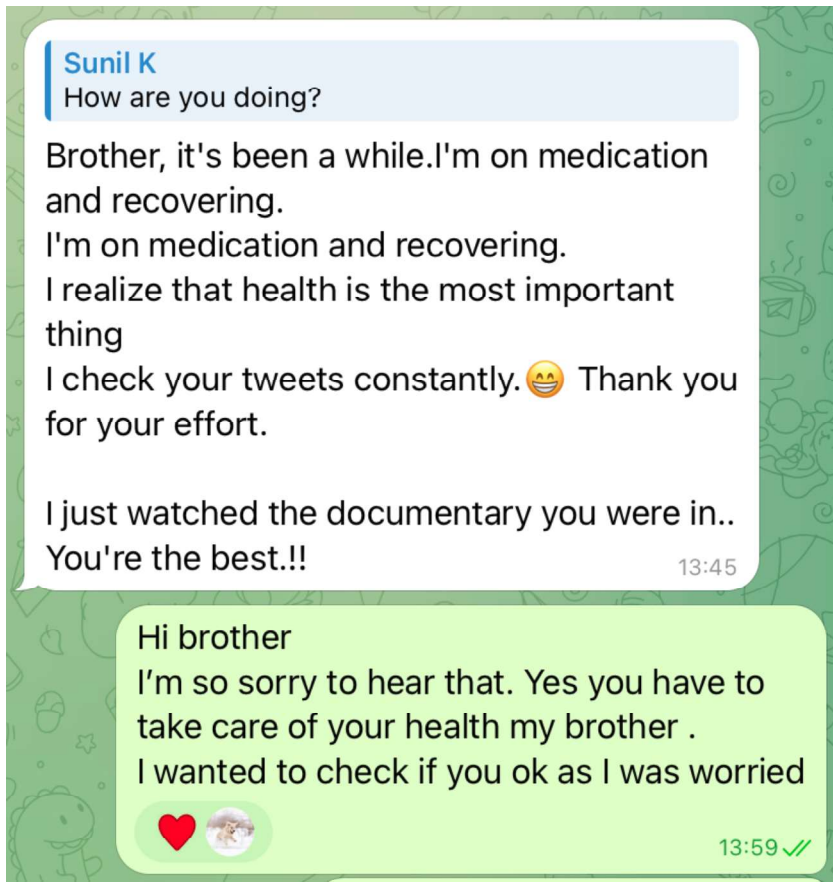 Sunil K
How are you doing?
Brother, it's been a while.I'm on medication
and recovering.
I'm on medication and recovering.
I realize that health is the most important
thing
I check your tweets constantly.😁 Thank you
for your effort.
I just watched the documentary you were in..
You're the best.!!
13:45
Hi brother
I'm so sorry to hear that. Yes you have to
take care of your health my brother .
I wanted to check if you ok as I was worried
13:59